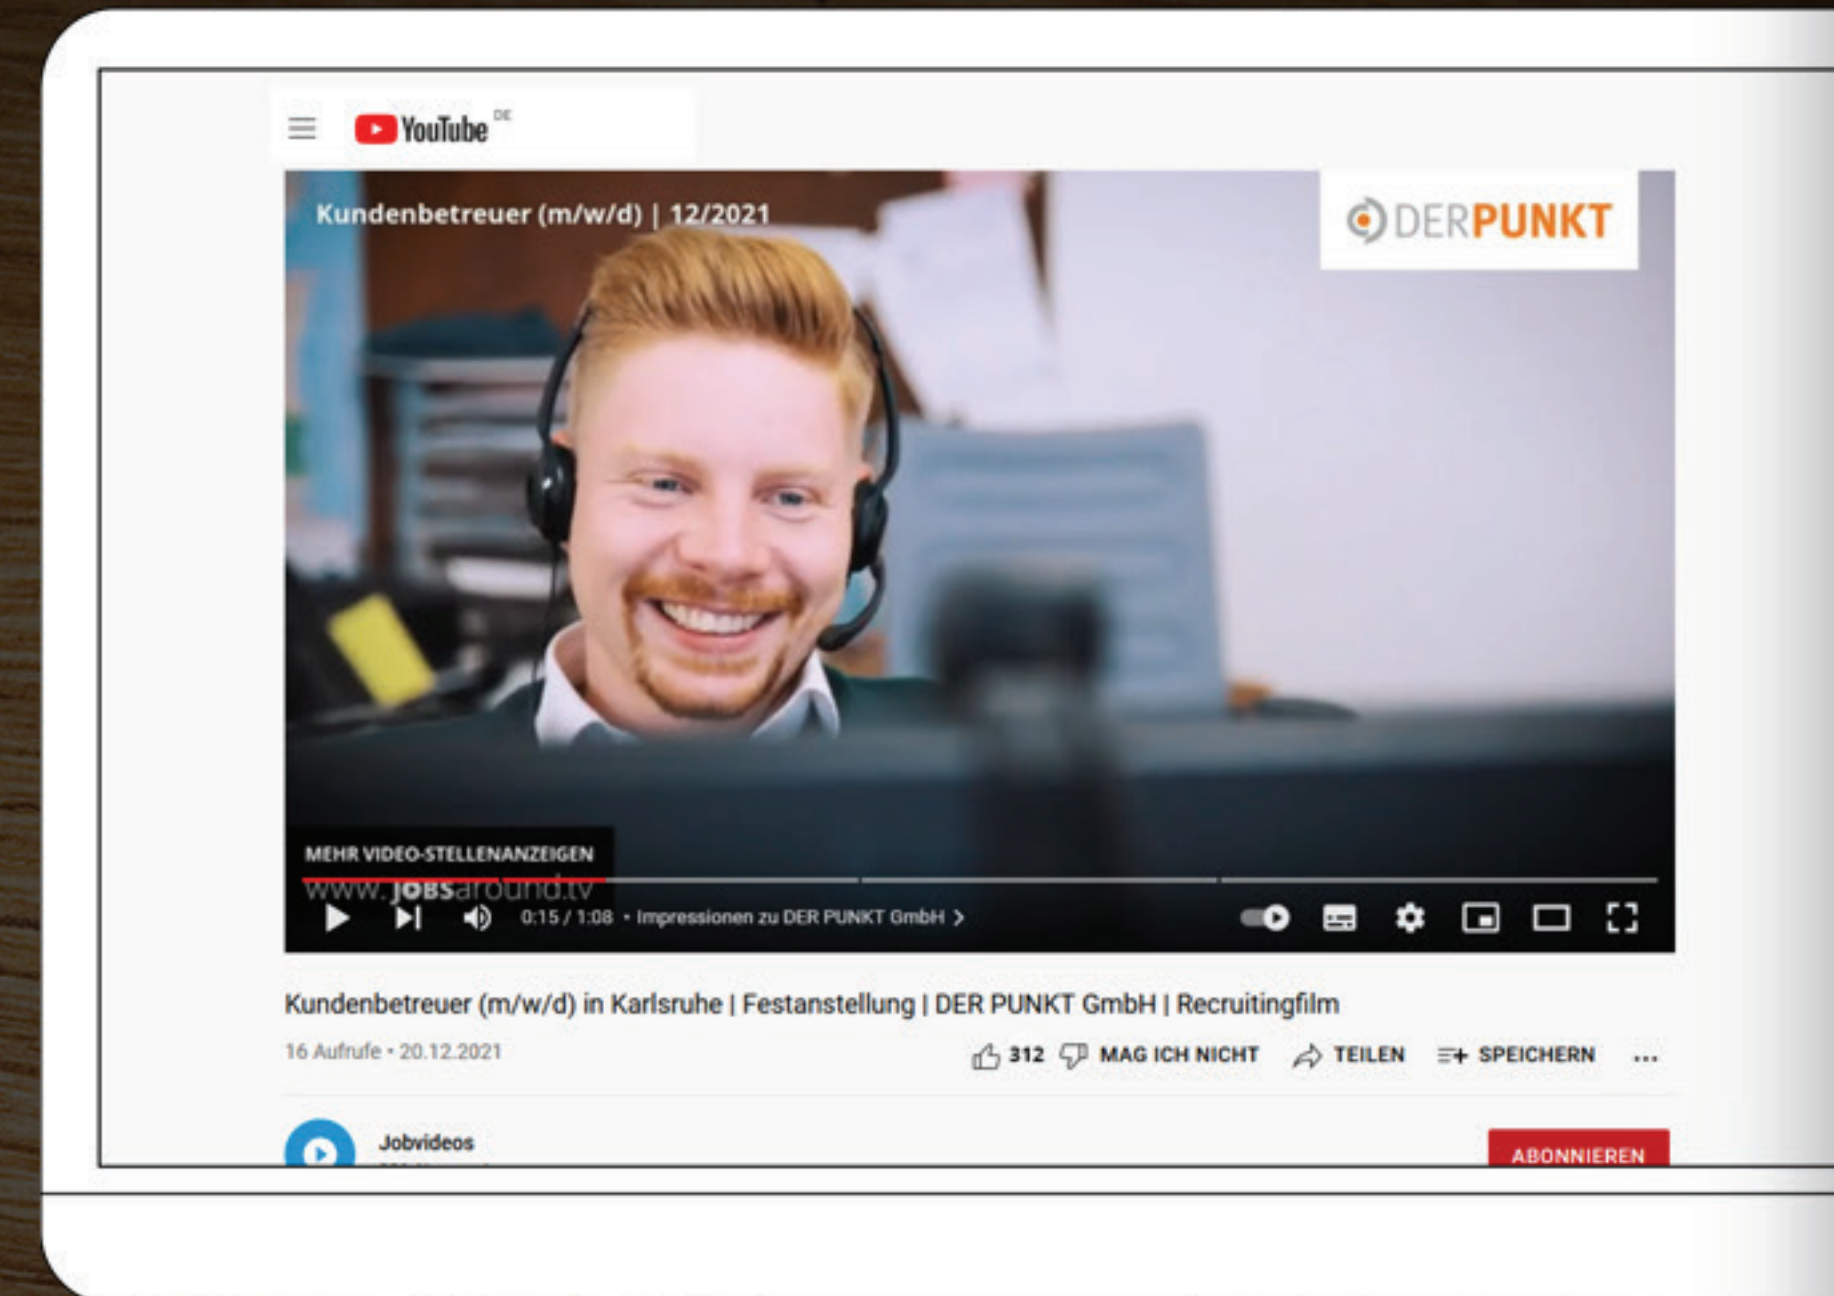 YouTube DE
Kundenbetreuer (m/w/d) | 12/2021
DERPUNKT
MEHR VIDEO-STELLENANZEIGEN
www.JOBSaround.tv
0:15 / 1:08 • Impressionen zu DER PUNKT GmbH >
Kundenbetreuer (m/w/d) in Karlsruhe | Festanstellung | DER PUNKT GmbH | Recruitingfilm
16 Aufrufe • 20.12.2021
312 MAG ICH NICHT TEILEN SPEICHERN ...
Jobvideos
ABONNIEREN